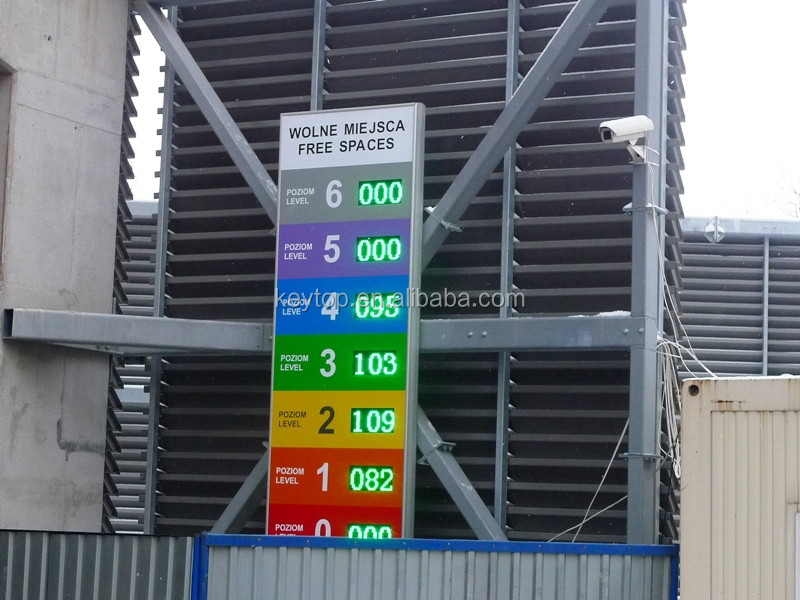 WOLNE MIEJSCA
FREE SPACES
POZIOM
LEVEL
6
000
POZIOM
LEVEL
5
000
POZIOM
LEVE
4
095
POZIOM
LEVEL
3
103
POZIOM
LEVEL
2
109
POZIOM
LEVEL
1
082
POZIOM
0
000
keytop.en.alibaba.com